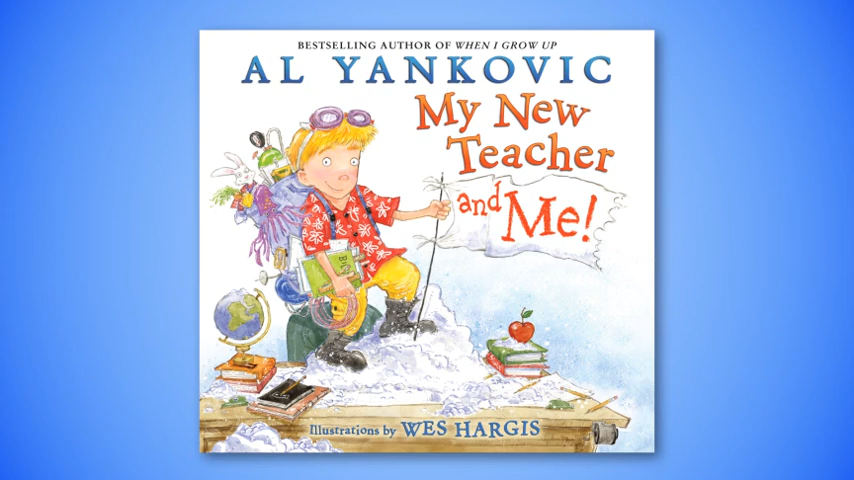 BESTSELLING AUTHOR OF WHEN I GROW UP
AL YANKOVIC
My New
Teacher
and Me!
Illustrations by WES HARGIS